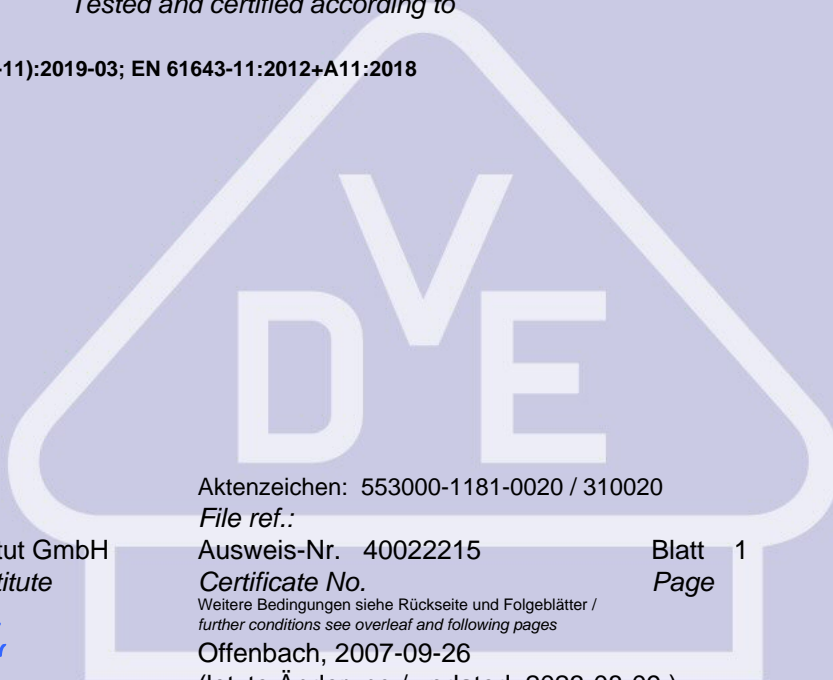 Tested and certified according to
-11):2019-03; EN 61643-11:2012+A11:2018
VDE
Aktenzeichen: 553000-1181-0020 / 310020
File ref.:
tut GmbH Ausweis-Nr. 40022215 Blatt 1
titute Certificate No. Page
Weitere Bedingungen siehe Rückseite und Folgeblätter /
further conditions see overleaf and following pages
Offenbach, 2007-09-26